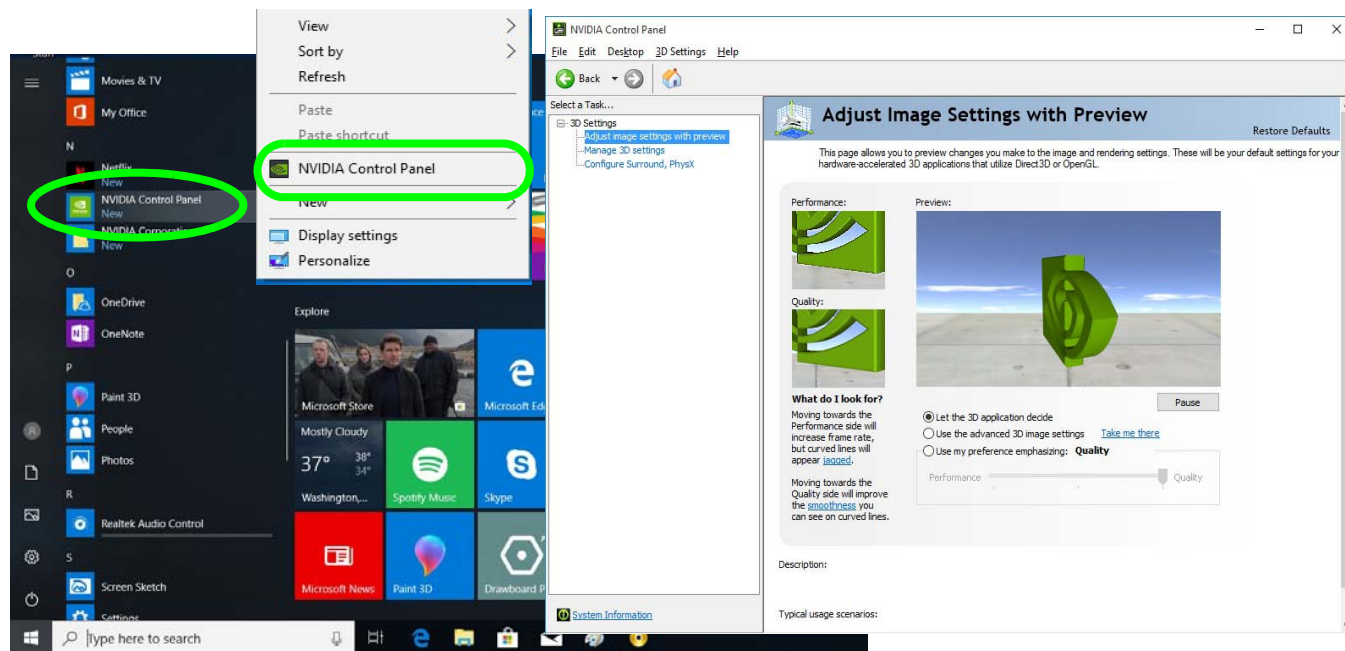 Movies & TV
My Office
N
Netflix
New
NVIDIA Control Panel
New
NVIDIA Corporation
New
O
OneDrive
OneNote
P
Paint 3D
People
Photos
R
Realtek Audio Control
S
Screen Sketch
Settings
Type here to search
View
Sort by
Refresh
Paste
Paste shortcut
NVIDIA Control Panel
New
Display settings
Personalize
Explore
Microsoft Store
Mostly Cloudy
37°
38°
34°
Washington,...
Spotify Music
Skype
Microsoft News
Paint 3D
NVIDIA Control Panel
File Edit Desktop 3D Settings Help
Back
Select a Task...
3D Settings
Adjust image settings with preview
Manage 3D settings
Configure Surround, PhysX
System Information
Adjust Image Settings with Preview
Restore Defaults
This page allows you to preview changes you make to the image and rendering settings. These will be your default settings for your
hardware-accelerated 3D applications that utilize Direct3D or OpenGL.
Performance:
Preview:
Quality:
What do I look for?
Moving towards the
Performance side will
increase frame rate,
but curved lines will
appear jagged.
Moving towards the
Quality side will improve
the smoothness you
can see on curved lines.
Pause
Let the 3D application decide
Use the advanced 3D image settings Take me there
Use my preference emphasizing: Quality
Performance Quality
Description:
Typical usage scenarios: